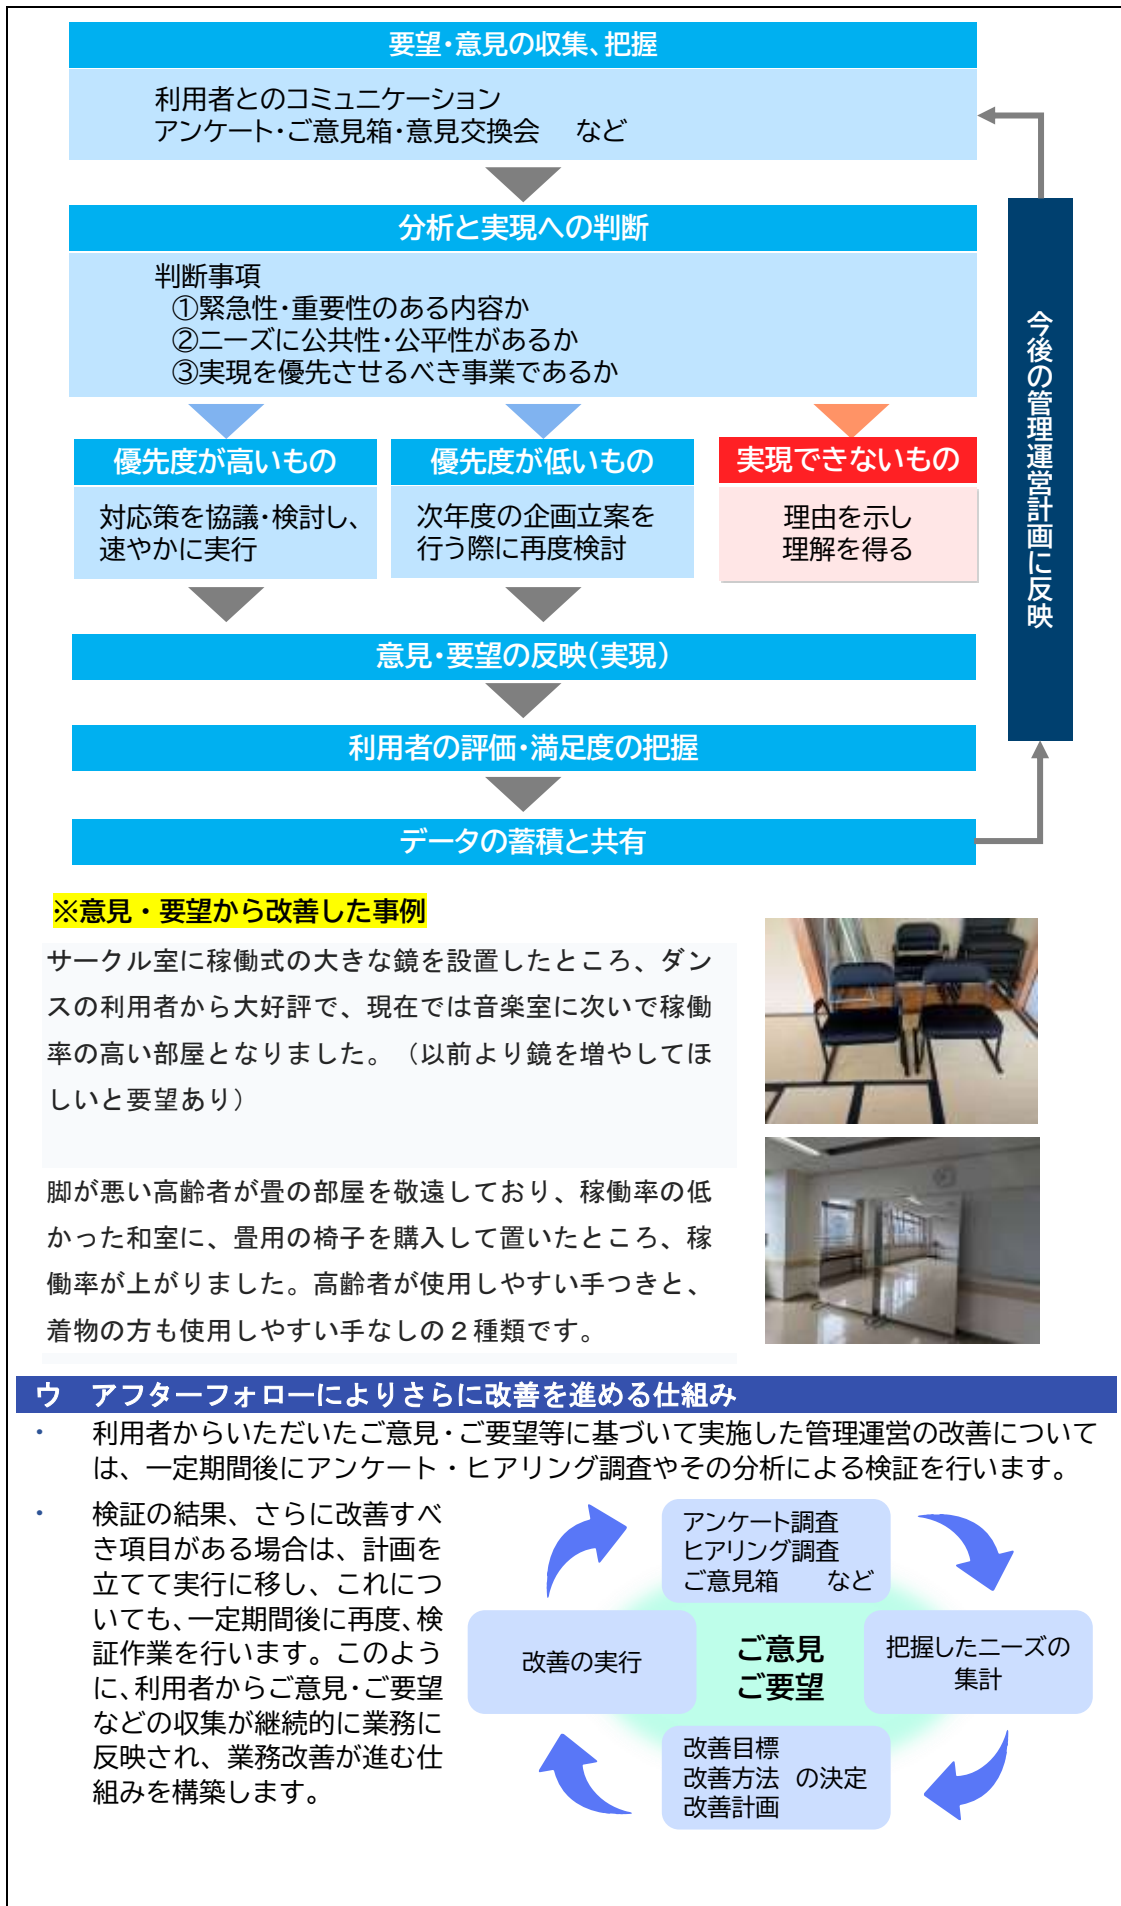 要望・意見の収集、把握
利用者とのコミュニケーション
アンケート・ご意見箱・意見交換会　など
分析と実現への判断
判断事項
①緊急性・重要性のある内容か
②ニーズに公共性・公平性があるか
③実現を優先させるべき事業であるか
優先度が高いもの
対応策を協議・検討し、
速やかに実行
優先度が低いもの
次年度の企画立案を
行う際に再度検討
実現できないもの
理由を示し
理解を得る
意見・要望の反映（実現）
利用者の評価・満足度の把握
データの蓄積と共有
今後の管理運営計画に反映
※意見・要望から改善した事例
サークル室に稼働式の大きな鏡を設置したところ、ダン
スの利用者から大好評で、現在では音楽室に次いで稼働
率の高い部屋となりました。（以前より鏡を増やしてほ
しいと要望あり）
脚が悪い高齢者が畳の部屋を敬遠しており、稼働率の低
かった和室に、畳用の椅子を購入して置いたところ、稼
働率が上がりました。高齢者が使用しやすい手つきと、
着物の方も使用しやすい手なしの２種類です。
ウ　アフターフォローによりさらに改善を進める仕組み
・　利用者からいただいたご意見・ご要望等に基づいて実施した管理運営の改善について
は、一定期間後にアンケート・ヒアリング調査やその分析による検証を行います。
・　検証の結果、さらに改善すべ
き項目がある場合は、計画を
立てて実行に移し、これにつ
いても、一定期間後に再度、検
証作業を行います。このよう
に、利用者からご意見・ご要望
などの収集が継続的に業務に
反映され、業務改善が進む仕
組みを構築します。
アンケート調査
ヒアリング調査
ご意見箱　など
把握したニーズの
集計
改善目標
改善方法　の決定
改善計画
改善の実行
ご意見
ご要望